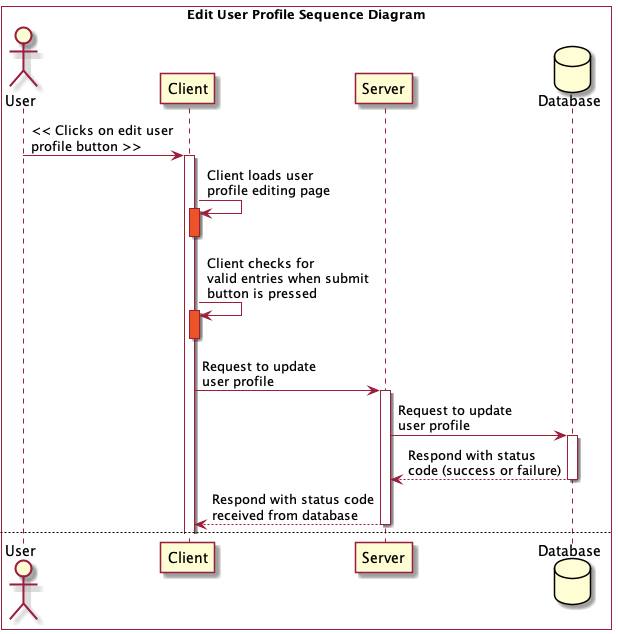 Edit User Profile Sequence Diagram
User
Client
Server
Database
<< Clicks on edit user
profile button >>
Client loads user
profile editing page
Client checks for
valid entries when submit
button is pressed
Request to update
user profile
Request to update
user profile
Respond with status
code (success or failure)
Respond with status code
received from database
User
Client
Server
Database